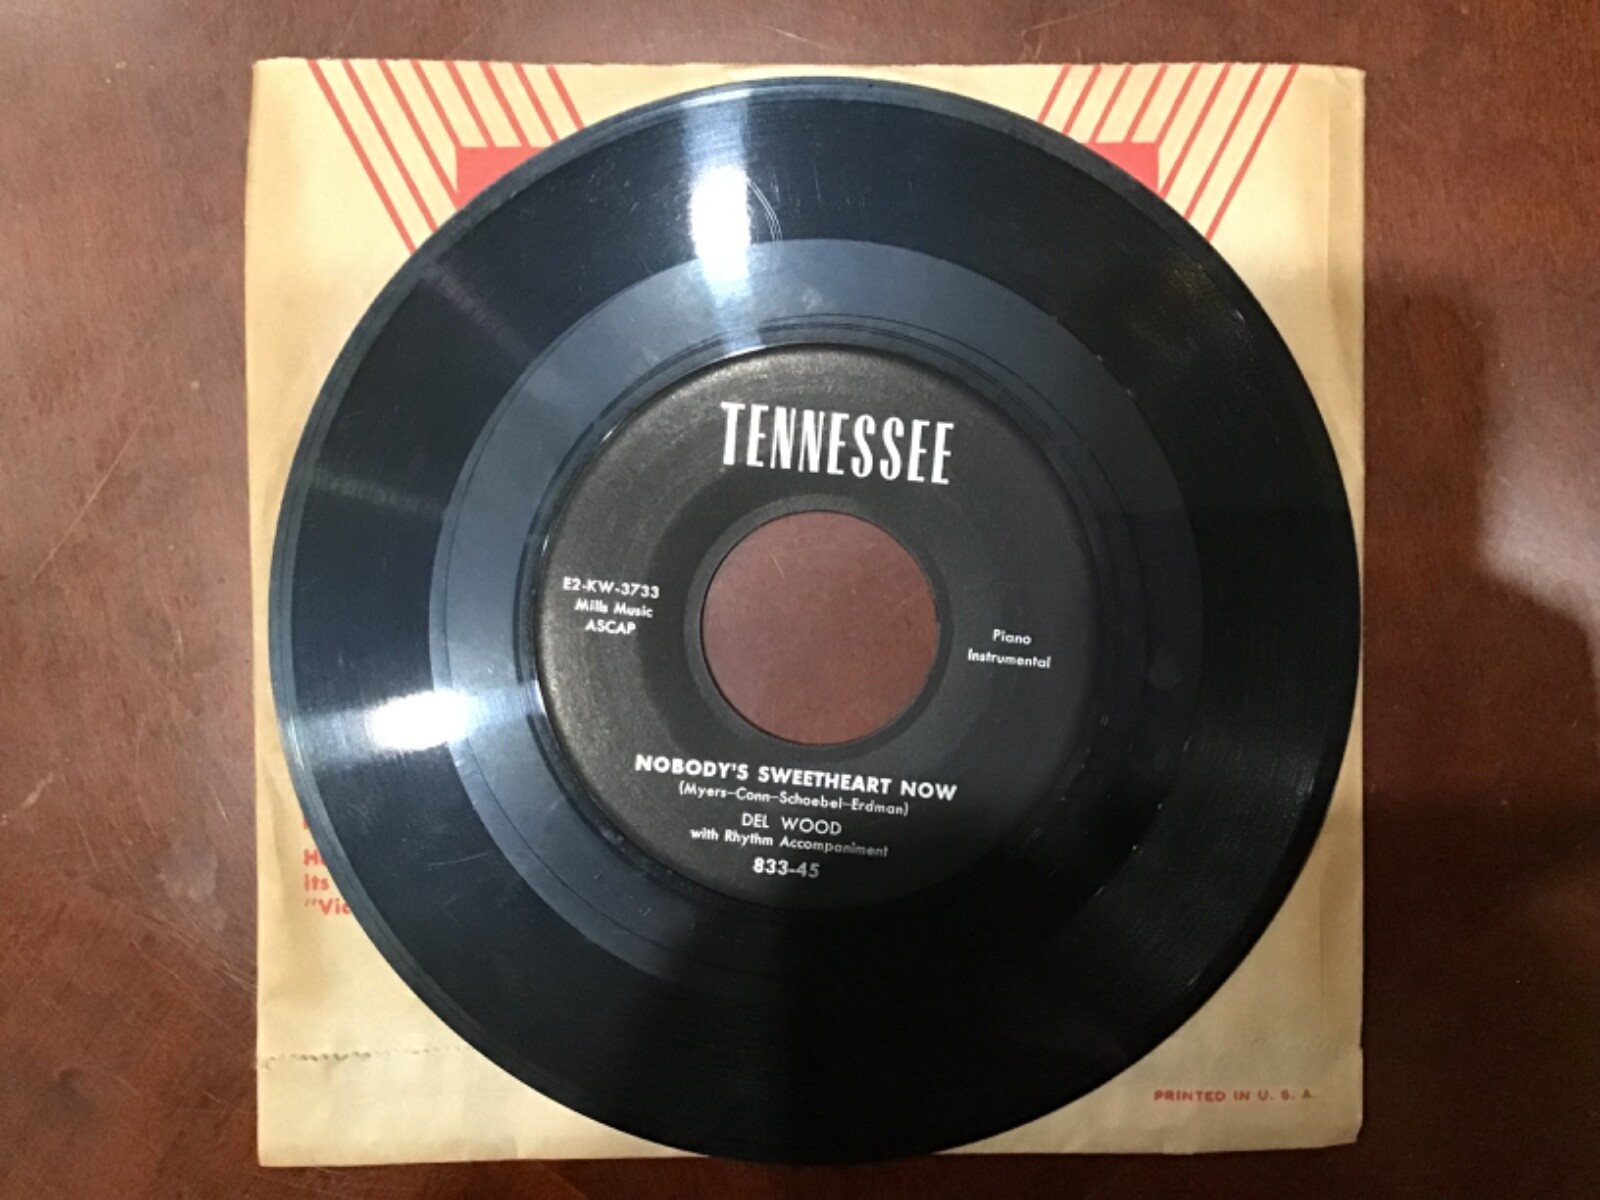 TENNESSEE
E2-KW-3733
Mills Music
ASCAP
Piano
Instrumental
NOBODY'S SWEETHEART NOW
(Myers-Conn-Schoebel-Erdman)
DEL WOOD
with Rhythm Accompaniment
833-45
its
PRINTED IN U. S. A.